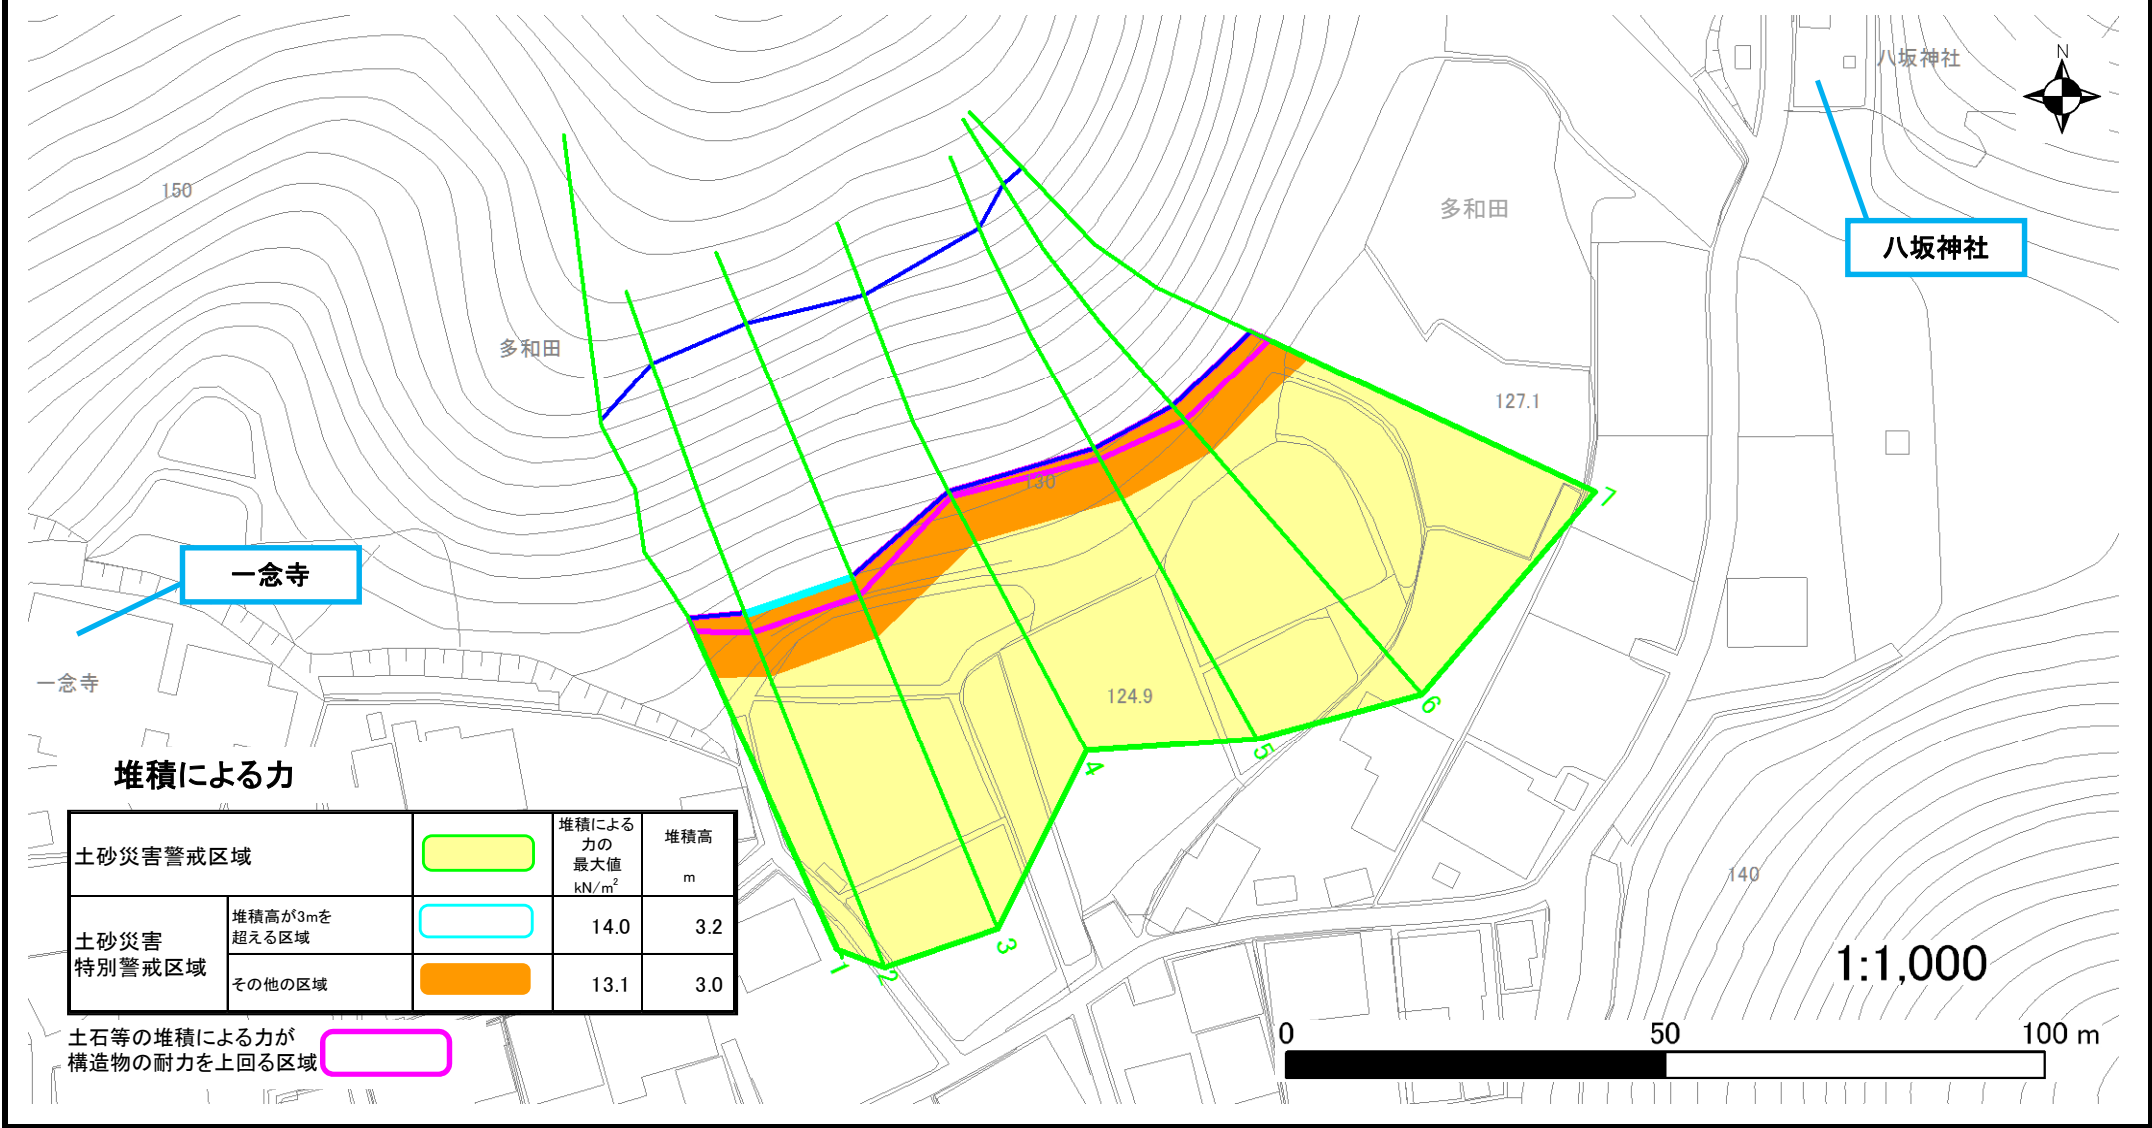 八坂神社
N
150
多和田
八坂神社
多和田
127.1
130
7
一念寺
一念寺
124.9
6
5
4
堆積による力
土砂災害警戒区域
堆積による
力の
最大値
kN/m²
堆積高
m
土砂災害
特別警戒区域
堆積高が3mを
超える区域
14.0
3.2
その他の区域
13.1
3.0
土石等の堆積による力が
構造物の耐力を上回る区域
3
1
2
140
1:1,000
0
50
100 m